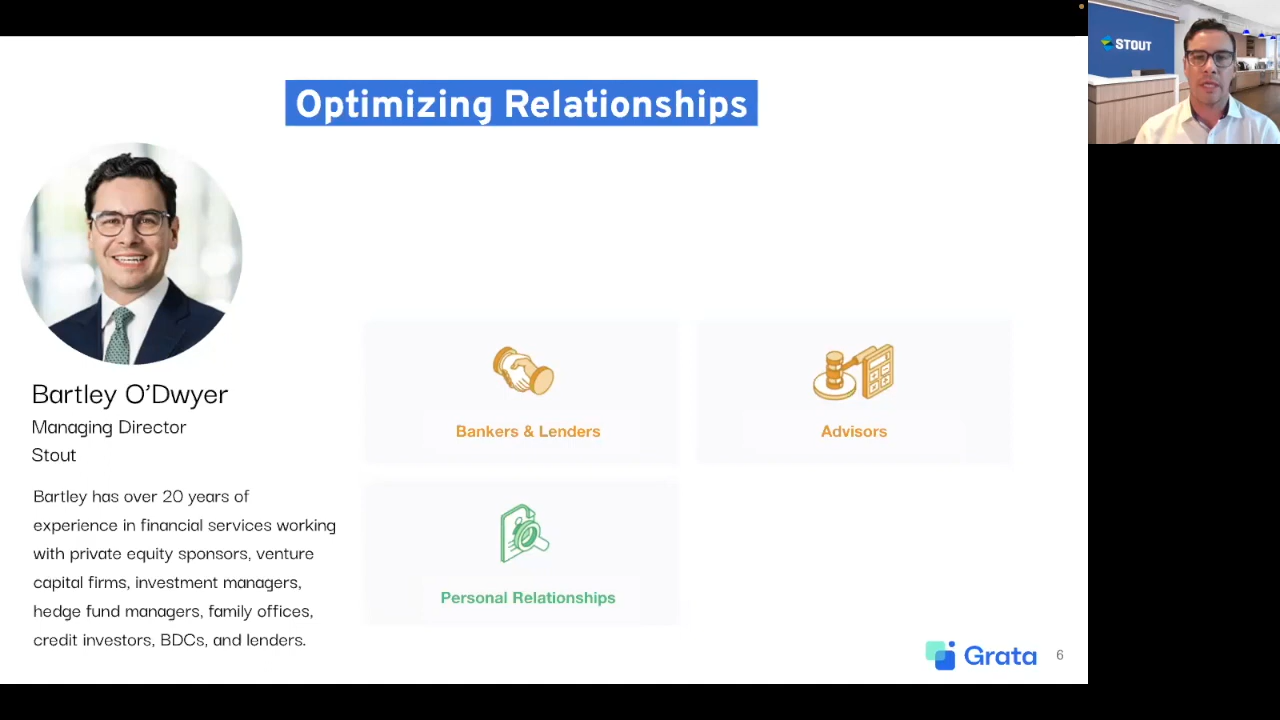 Optimizing Relationships
STOUT
Bartley O'Dwyer
Managing Director
Stout
Bartley has over 20 years of
experience in financial services working
with private equity sponsors, venture
capital firms, investment managers,
hedge fund managers, family offices,
credit investors, BDCs, and lenders.
Bankers & Lenders
Advisors
Personal Relationships
Grata
6